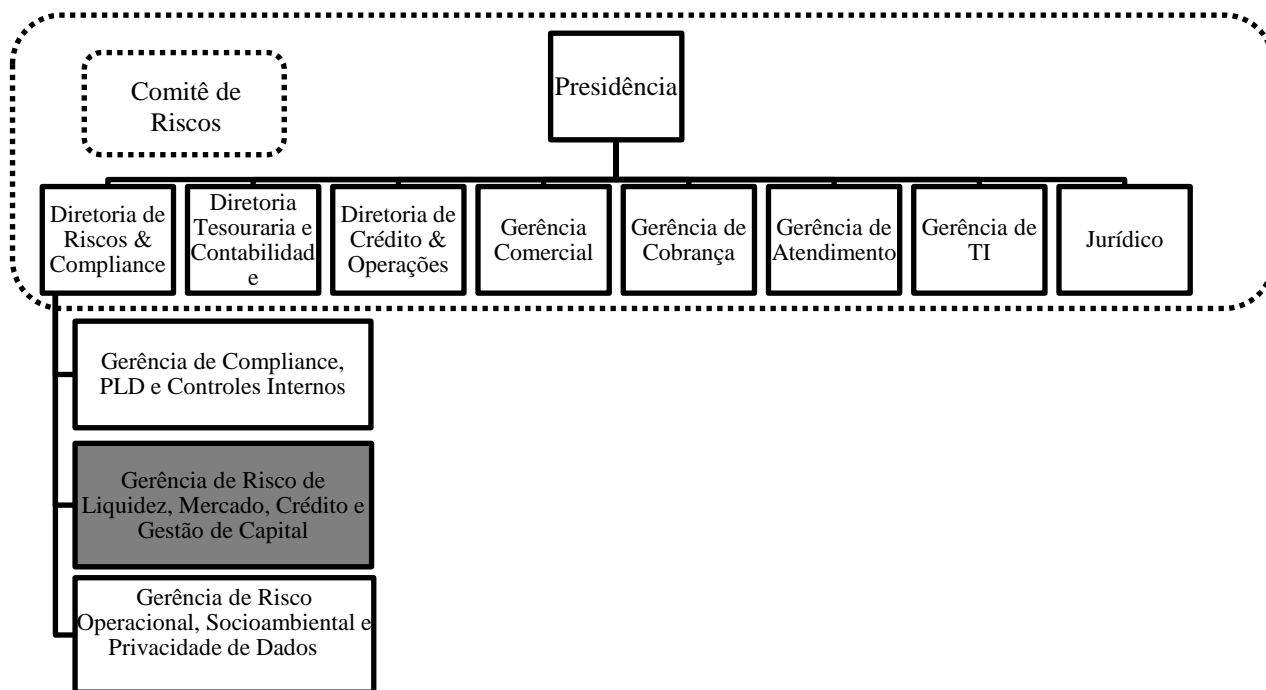 Comitê de
Riscos
Presidência
Diretoria de
Riscos &
Compliance
Diretoria
Tesouraria e
Contabilidad
e
Diretoria de
Crédito &
Operações
Gerência
Comercial
Gerência de
Cobrança
Gerência de
Atendimento
Gerência de
TI
Jurídico
Gerência de Compliance,
PLD e Controles Internos
Gerência de Risco de
Liquidez, Mercado, Crédito e
Gestão de Capital
Gerência de Risco
Operacional, Socioambiental e
Privacidade de Dados